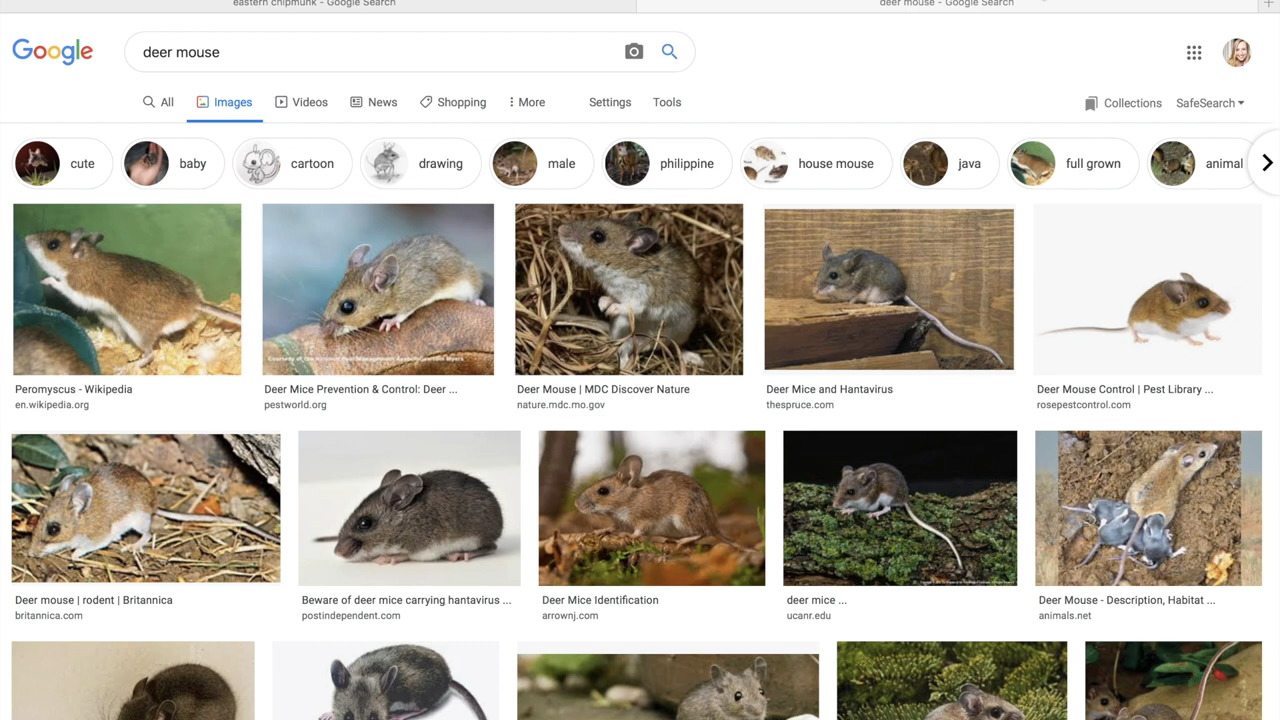 eastern chipmunk - Google Search
deer mouse - Google Search
Google
deer mouse
All
Images
Videos
News
Shopping
More
Settings
Tools
Collections
SafeSearch
cute
baby
cartoon
drawing
male
philippine
house mouse
java
full grown
animal
Peromyscus - Wikipedia
en.wikipedia.org
Deer Mice Prevention & Control: Deer ...
pestworld.org
Deer Mouse | MDC Discover Nature
nature.mdc.mo.gov
Deer Mice and Hantavirus
thespruce.com
Deer Mouse Control | Pest Library ...
rosepestcontrol.com
Deer mouse | rodent | Britannica
britannica.com
Beware of deer mice carrying hantavirus ...
postindependent.com
Deer Mice Identification
arrownj.com
deer mice ...
ucanr.edu
Deer Mouse - Description, Habitat ...
animals.net